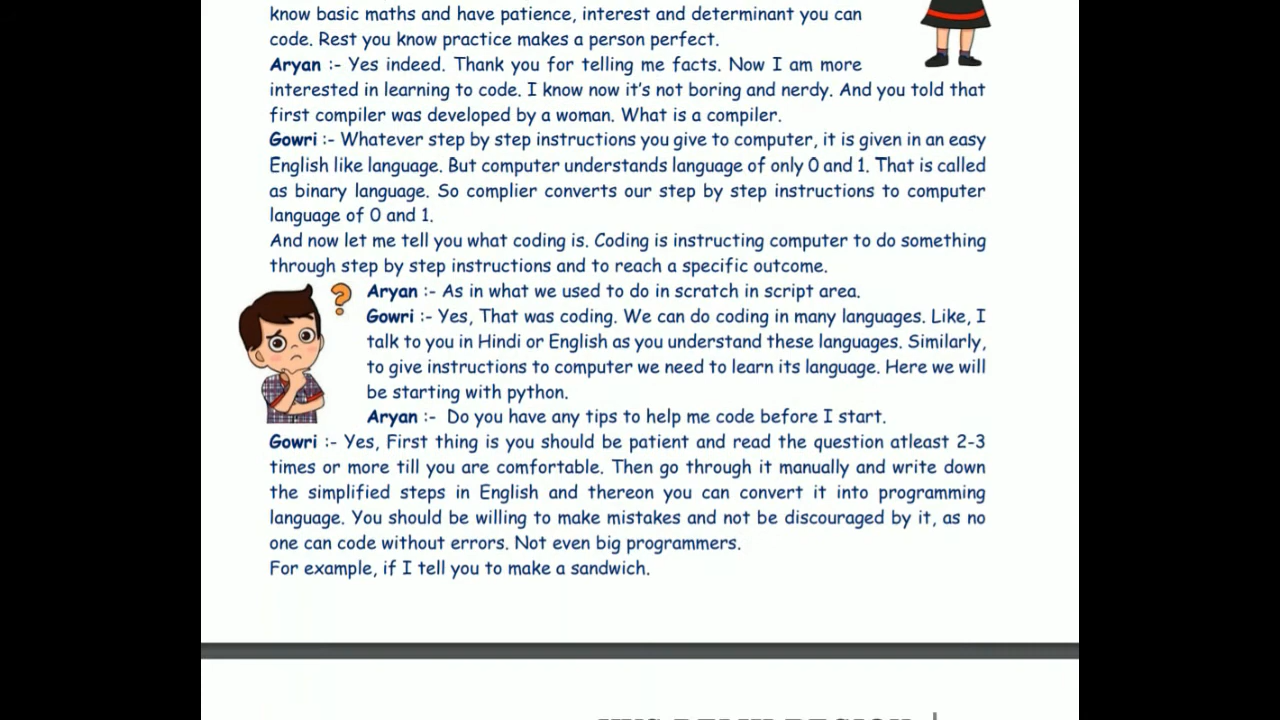 know basic maths and have patience, interest and determinant you can
code. Rest you know practice makes a person perfect.
Aryan :- Yes indeed. Thank you for telling me facts. Now I am more
interested in learning to code. I know now it's not boring and nerdy. And you told that
first compiler was developed by a woman. What is a compiler.
Gowri :- Whatever step by step instructions you give to computer, it is given in an easy
English like language. But computer understands language of only 0 and 1. That is called
as binary language. So complier converts our step by step instructions to computer
language of 0 and 1.
And now let me tell you what coding is. Coding is instructing computer to do something
through step by step instructions and to reach a specific outcome.
?
Aryan :- As in what we used to do in scratch in script area.
Gowri :- Yes, That was coding. We can do coding in many languages. Like, I
talk to you in Hindi or English as you understand these languages. Similarly,
to give instructions to computer we need to learn its language. Here we will
be starting with python.
Aryan :- Do you have any tips to help me code before I start.
Gowri :- Yes, First thing is you should be patient and read the question atleast 2-3
times or more till you are comfortable. Then go through it manually and write down
the simplified steps in English and thereon you can convert it into programming
language. You should be willing to make mistakes and not be discouraged by it, as no
one can code without errors. Not even big programmers.
For example, if I tell you to make a sandwich.